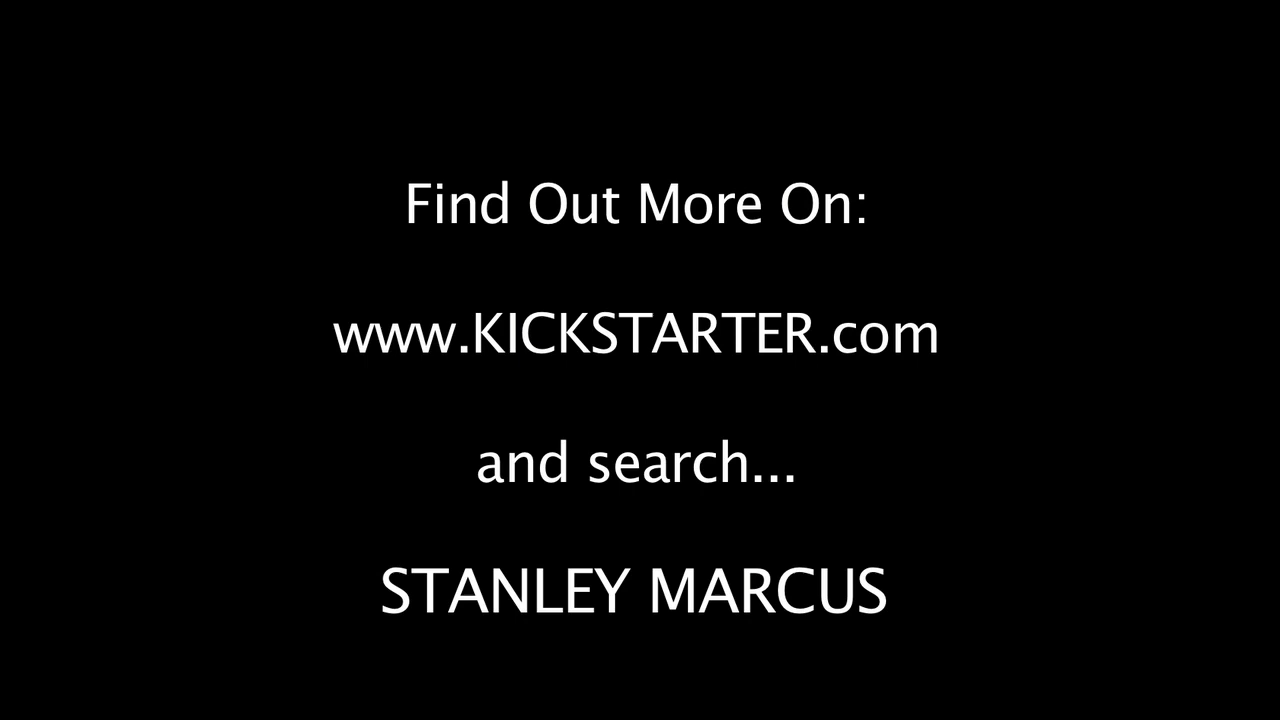 Find Out More On:
www.KICKSTARTER.com
and search...
STANLEY MARCUS